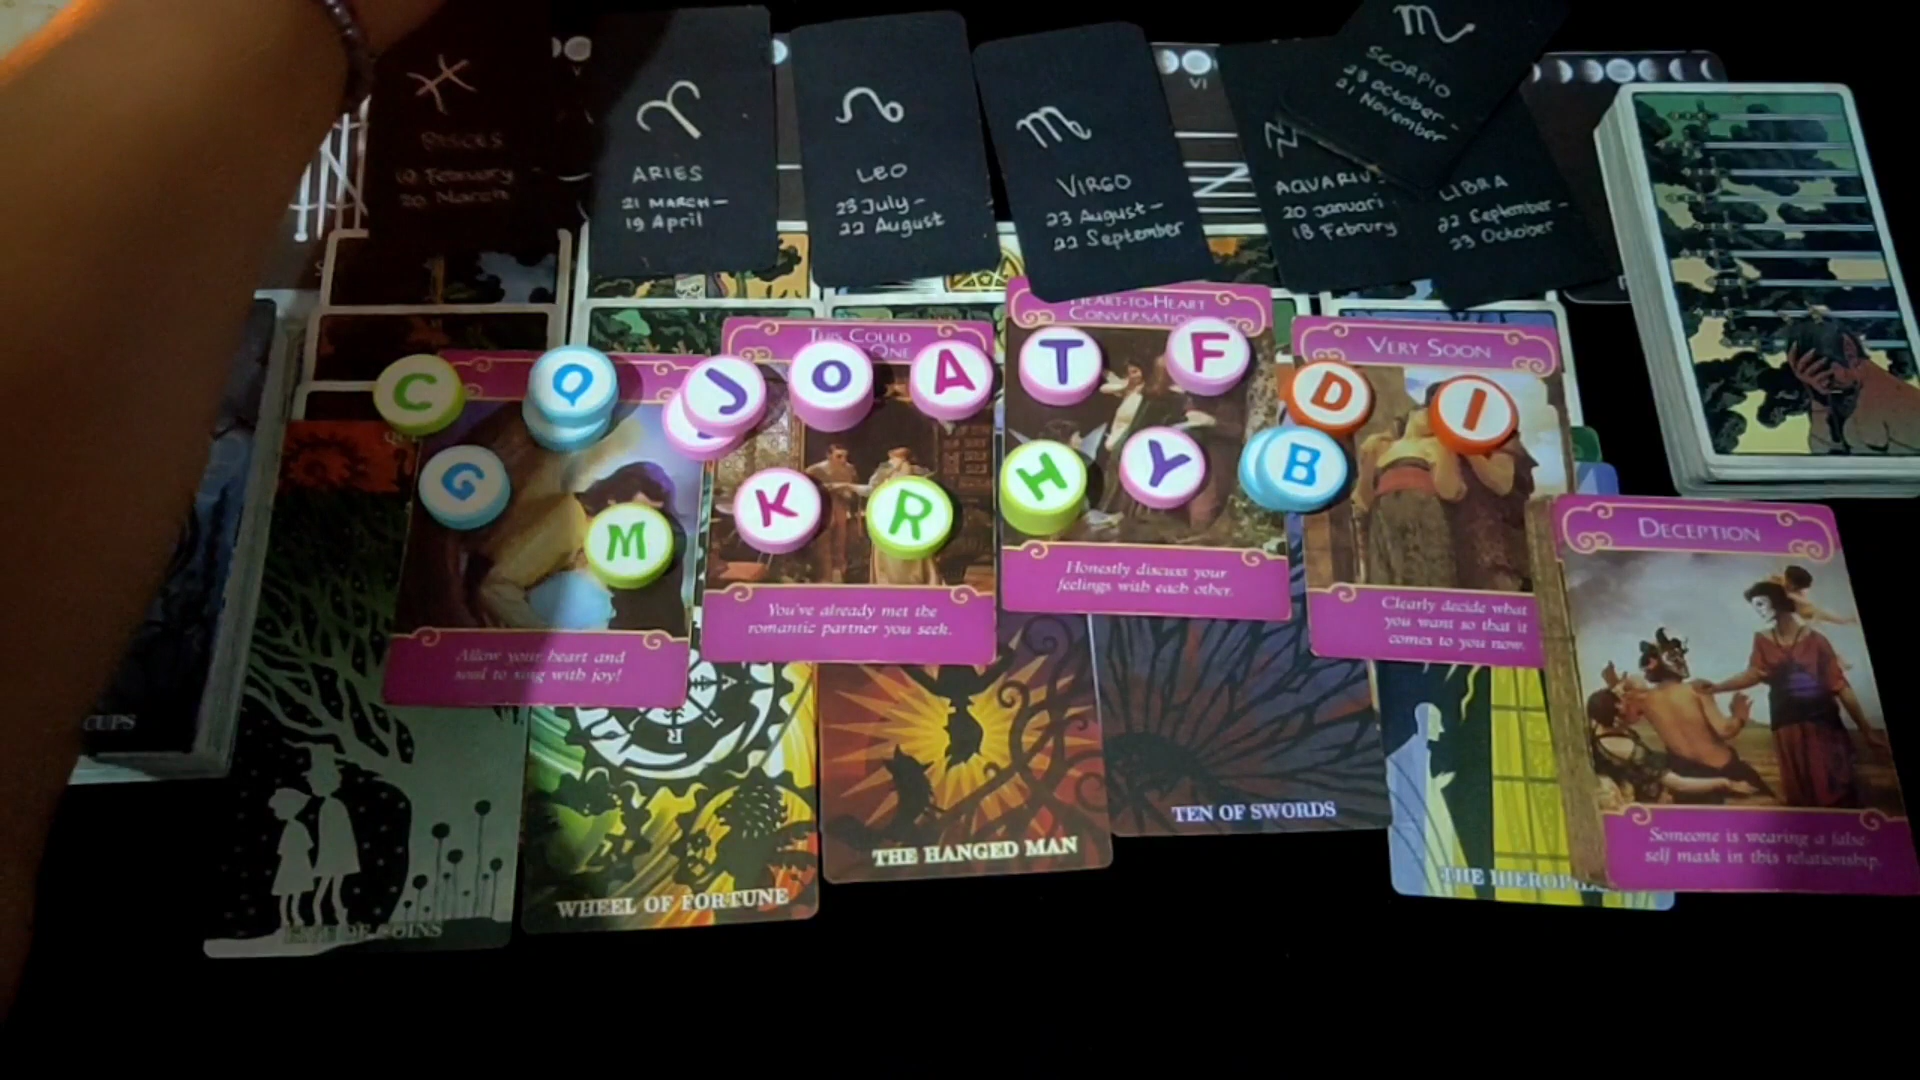 PISCES
19 February -
20 March
ARIES
21 MARCH -
19 April
LEO
23 July -
22 August
VIRGO
23 August -
22 September
VI
AQUARIUS
20 Januari
18 Februry
SCORPIO
23 October -
21 November
LIBRA
22 September -
23 October
HEART-TO-HEART
CONVERSATION
THIS COULD
ONE
VERY SOON
C
Q
J
O
A
T
F
D
I
G
M
K
R
H
Y
B
Allow your heart and
soul to sing with joy!
You've already met the
romantic partner you seek.
Honestly discuss your
feelings with each other.
Clearly decide what
you want so that it
comes to you now.
DECEPTION
Someone is wearing a false-
self mask in this relationship.
CUPS
OF COINS
WHEEL OF FORTUNE
THE HANGED MAN
TEN OF SWORDS
THE HIEROP